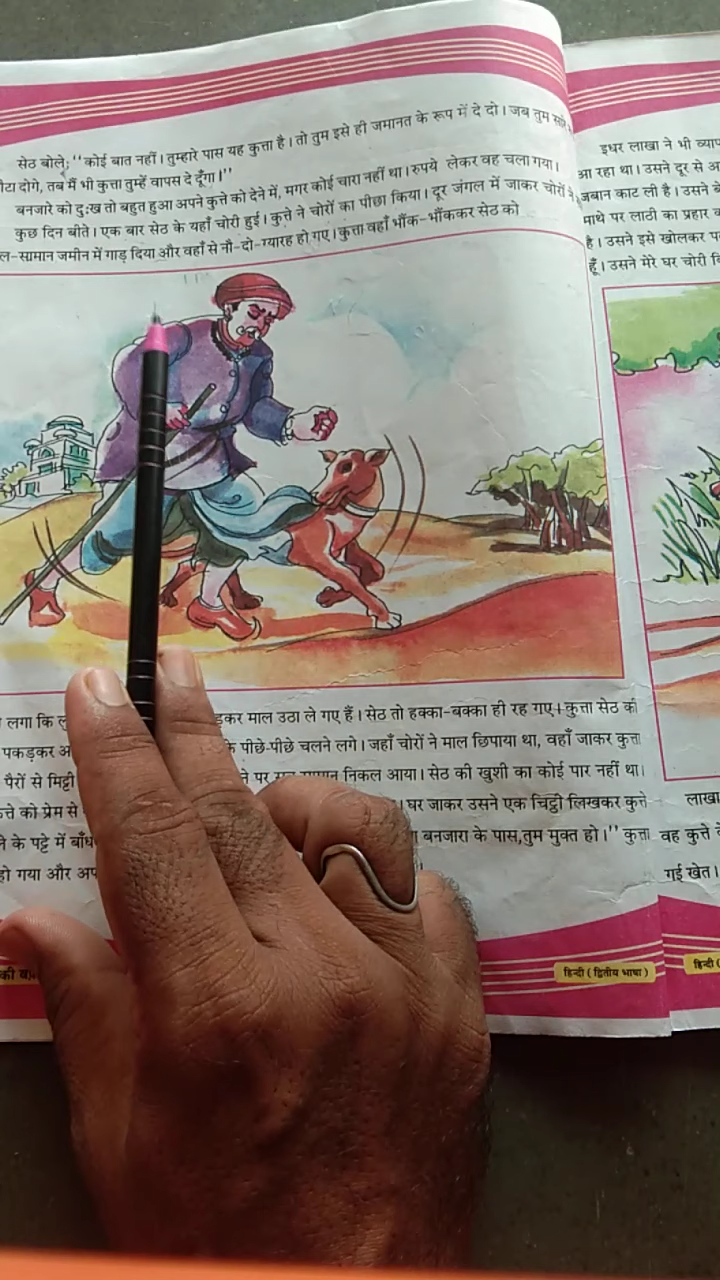 सेठ बोले; "कोई बात नहीं। तुम्हारे पास यह कुत्ता है। तो तुम इसे ही जमानत के रूप में दे दो। जब तुम
दोगे, तब मैं भी कुत्ता तुम्हें वापस दे दूँगा।"
बनजारे को दुःख तो बहुत हुआ अपने कुत्ते को देने में, मगर कोई चारा नहीं था। रुपये लेकर वह चला गया।
कुछ दिन बीते। एक बार सेठ के यहाँ चोरी हुई। कुत्ते ने चोरों का पीछा किया। दूर जंगल में जाकर चोरों ने
सामान जमीन में गाड़ दिया और वहाँ से नौ-दो-ग्यारह हो गए। कुत्ता वहाँ भौंक-भौंककर सेठ को
लगा कि माल उठा ले गए हैं। सेठ तो हक्का-बक्का ही रह गए। कुत्ता सेठ की
पकड़कर के पीछे-पीछे चलने लगे। जहाँ चोरों ने माल छिपाया था, वहाँ जाकर कुत्ता
पैरों से मिट्टी पर निकल आया। सेठ की खुशी का कोई पार नहीं था।
को प्रेम से घर जाकर उसने एक चिट्ठी लिखकर कुत्ते
के पट्टे में बनजारा के पास,तुम मुक्त हो।" कुत्ता
हो गया और
हिन्दी ( द्वितीय भाषा )
इधर लाखा ने भी
आ रहा था। उसने दूर से
जबान काट ली है। उसने
माथे पर लाठी का प्रहार
है। उसने इसे खोलकर
हूँ। उसने मेरे घर चोरी
लाखा
वह कुत्ते
गई खेत।
हिन्दी